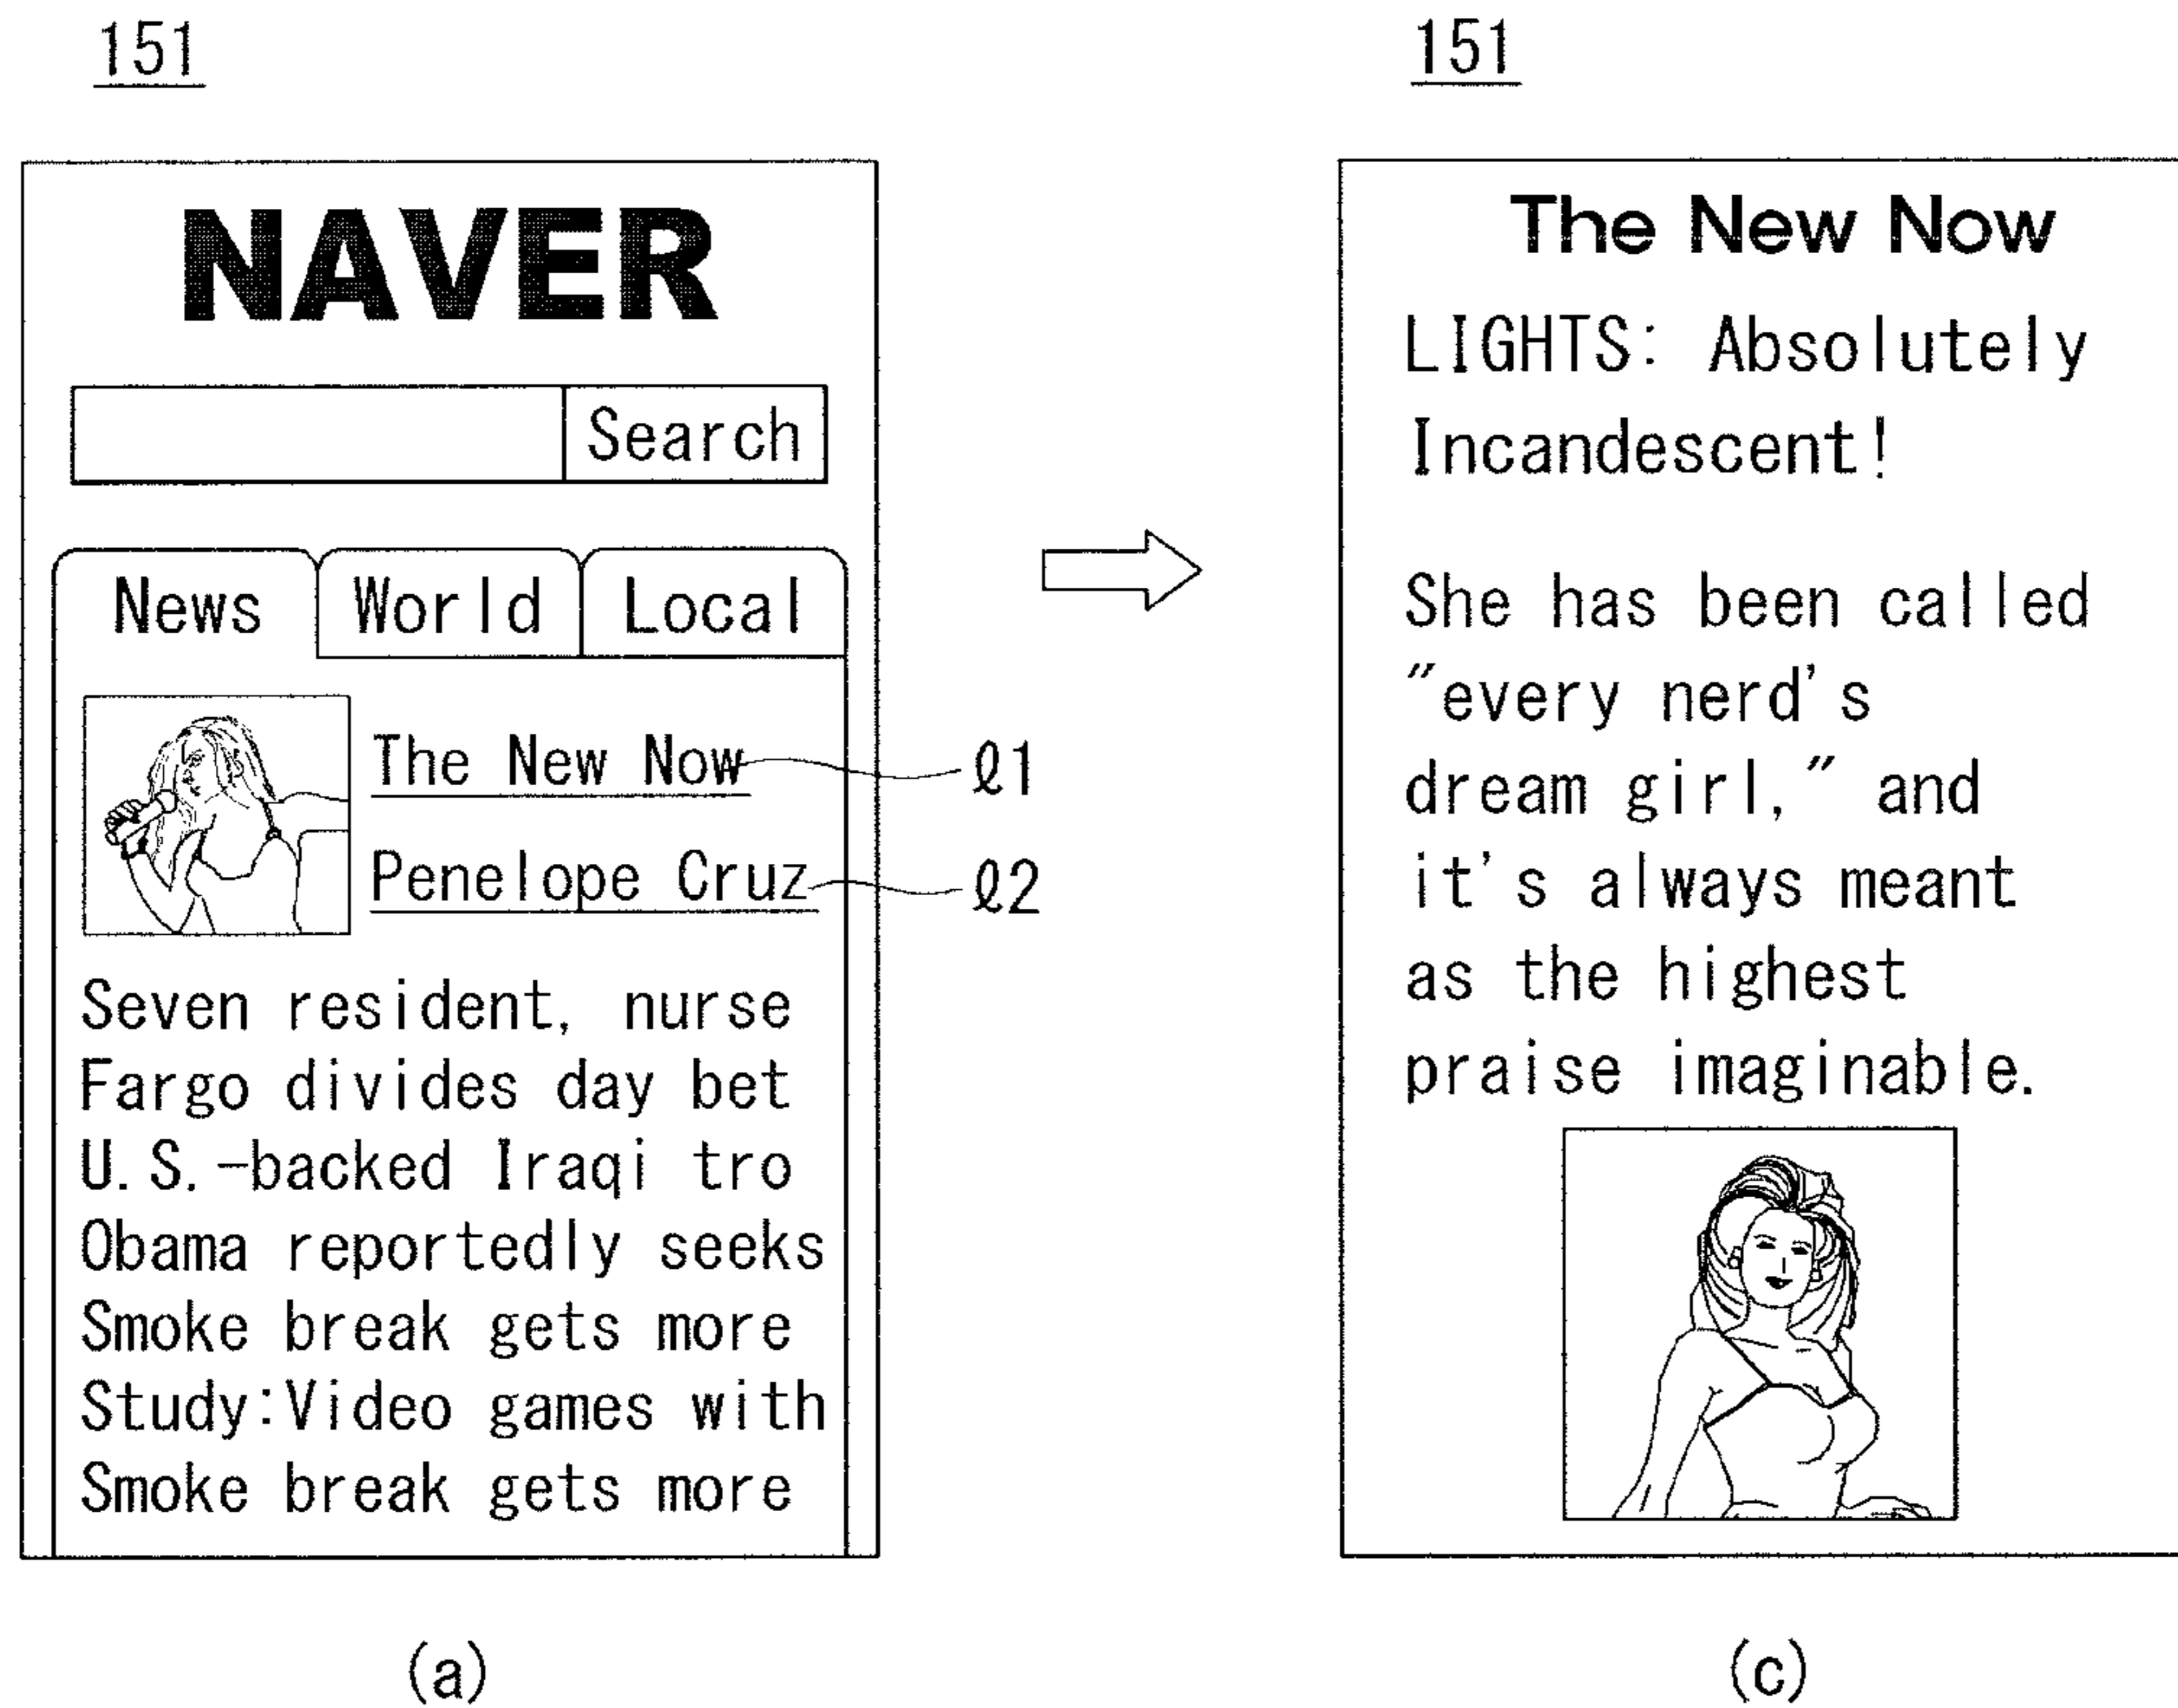 151
NAVER
Search
News World Local
The New Now ℓ1
Penelope Cruz ℓ2
Seven resident, nurse
Fargo divides day bet
U.S.-backed Iraqi tro
Obama reportedly seeks
Smoke break gets more
Study:Video games with
Smoke break gets more
(a)
151
The New Now
LIGHTS: Absolutely
Incandescent!
She has been called
"every nerd's
dream girl," and
it's always meant
as the highest
praise imaginable.
(c)